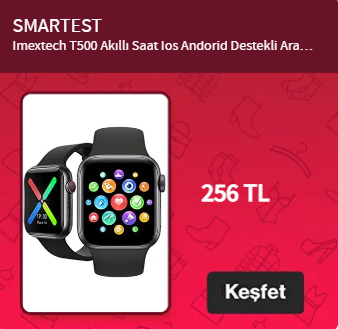 SMARTEST
Imextech T500 Akıllı Saat Ios Andorid Destekli Ara...
256 TL
Keşfet